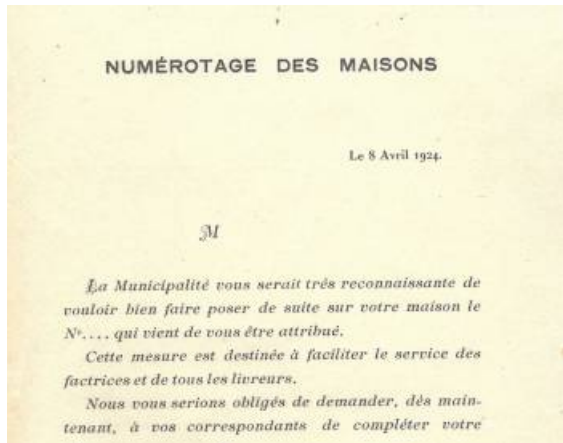 NUMÉROTAGE DES MAISONS
Le 8 Avril 1924.
M
La Municipalité vous serait trés reconnaissante de
vouloir bien faire poser de suite sur votre maison le
Nº.... qui vient de vous être attribué.
Cette mesure est destinée à faciliter le service des
factrices et de tous les livreurs.
Nous vous serions obligés de demander, dès main-
tenant, à vos correspondants de compléter votre